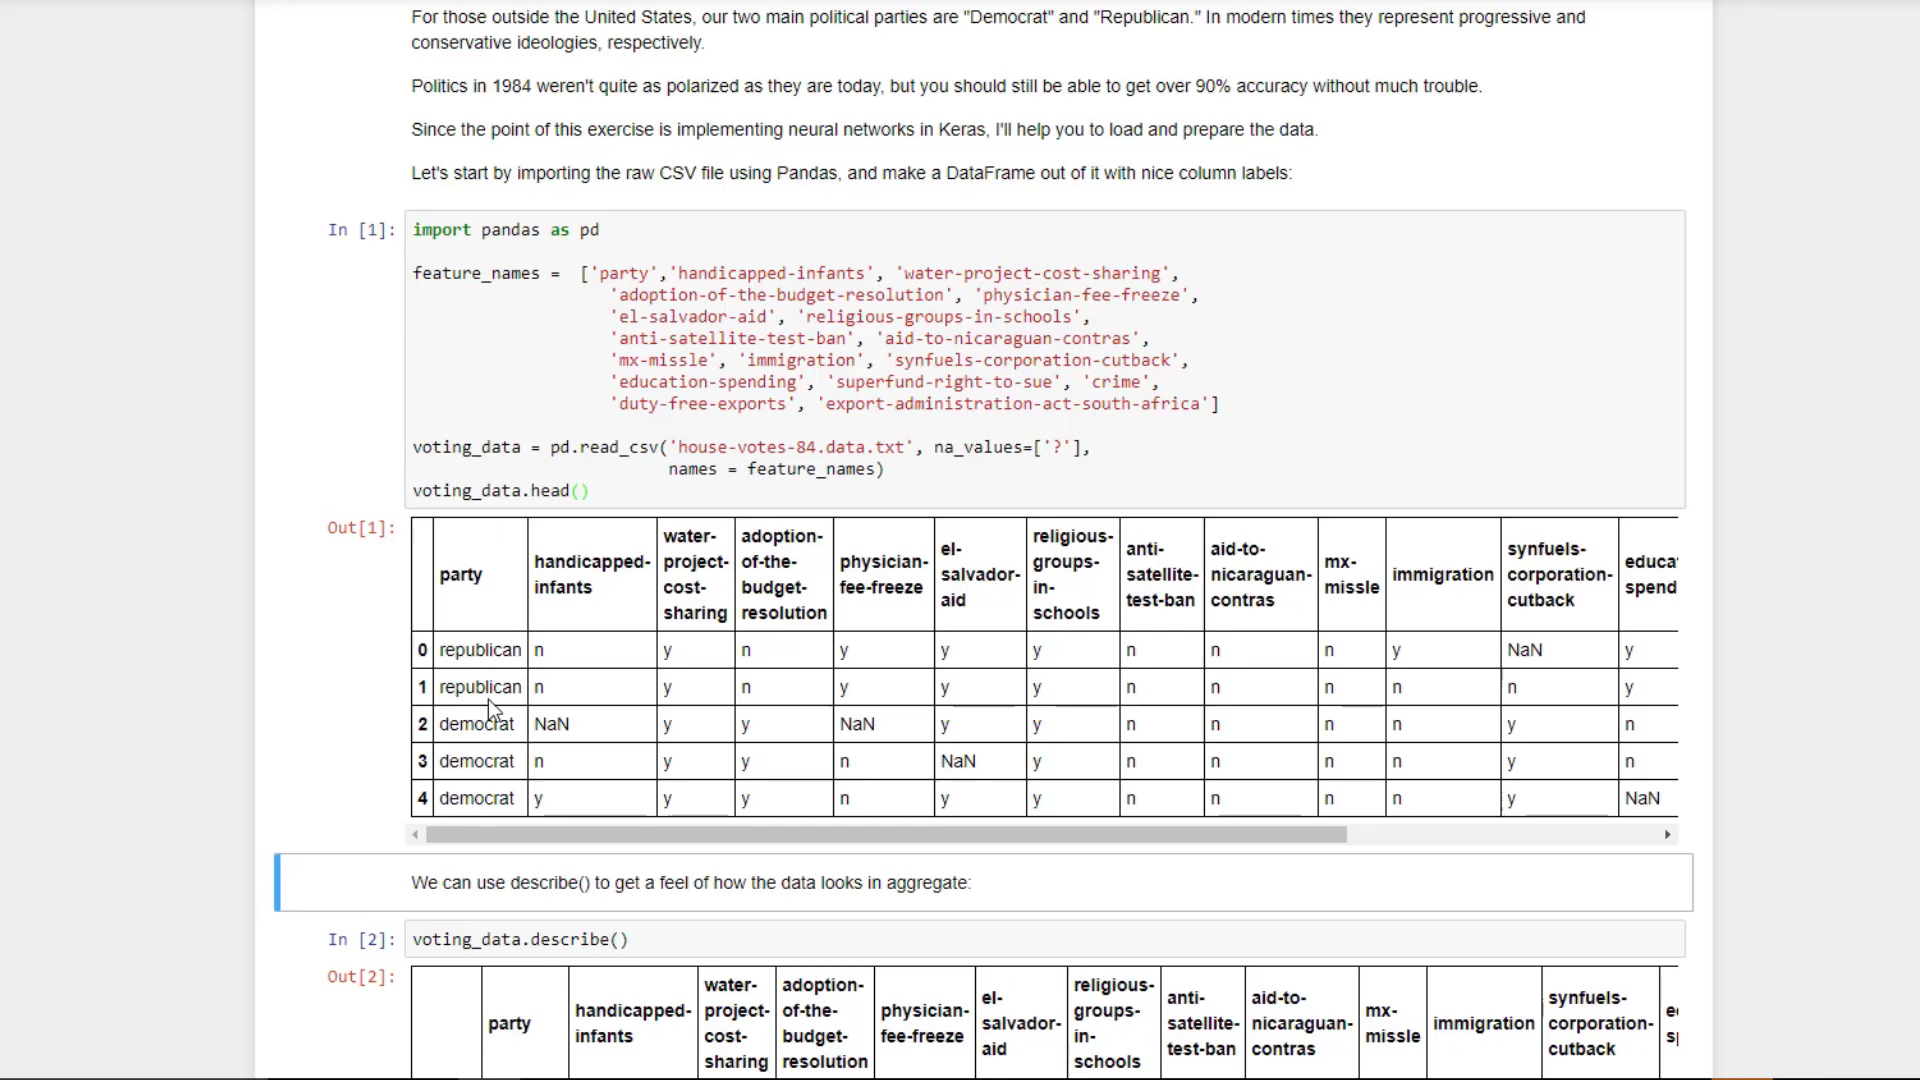 For those outside the United States, our two main political parties are "Democrat" and "Republican." In modern times they represent progressive and
conservative ideologies, respectively.
Politics in 1984 weren't quite as polarized as they are today, but you should still be able to get over 90% accuracy without much trouble.
Since the point of this exercise is implementing neural networks in Keras, I'll help you to load and prepare the data.
Let's start by importing the raw CSV file using Pandas, and make a DataFrame out of it with nice column labels:
In [1]: import pandas as pd
feature_names =  ['party','handicapped-infants', 'water-project-cost-sharing',
'adoption-of-the-budget-resolution', 'physician-fee-freeze',
'el-salvador-aid', 'religious-groups-in-schools',
'anti-satellite-test-ban', 'aid-to-nicaraguan-contras',
'mx-missle', 'immigration', 'synfuels-corporation-cutback',
'education-spending', 'superfund-right-to-sue', 'crime',
'duty-free-exports', 'export-administration-act-south-africa']
voting_data = pd.read_csv('house-votes-84.data.txt', na_values=['?'],
names = feature_names)
voting_data.head()
Out[1]:
party
handicapped-
infants
water-
project-
cost-
sharing
adoption-
of-the-
budget-
resolution
physician-
fee-freeze
el-
salvador-
aid
religious-
groups-
in-
schools
anti-
satellite-
test-ban
aid-to-
nicaraguan-
contras
mx-
missle
immigration
synfuels-
corporation-
cutback
educa
spend
0 republican n y n y y y n n n y NaN y
1 republican n y n y y y n n n n n y
2 democrat NaN y y NaN y y n n n n y n
3 democrat n y y n NaN y n n n n y n
4 democrat y y y n y y n n n n y NaN
We can use describe() to get a feel of how the data looks in aggregate:
In [2]: voting_data.describe()
Out[2]:
party
handicapped-
infants
water-
project-
cost-
sharing
adoption-
of-the-
budget-
resolution
physician-
fee-freeze
el-
salvador-
aid
religious-
groups-
in-
schools
anti-
satellite-
test-ban
aid-to-
nicaraguan-
contras
mx-
missle
immigration
synfuels-
corporation-
cutback